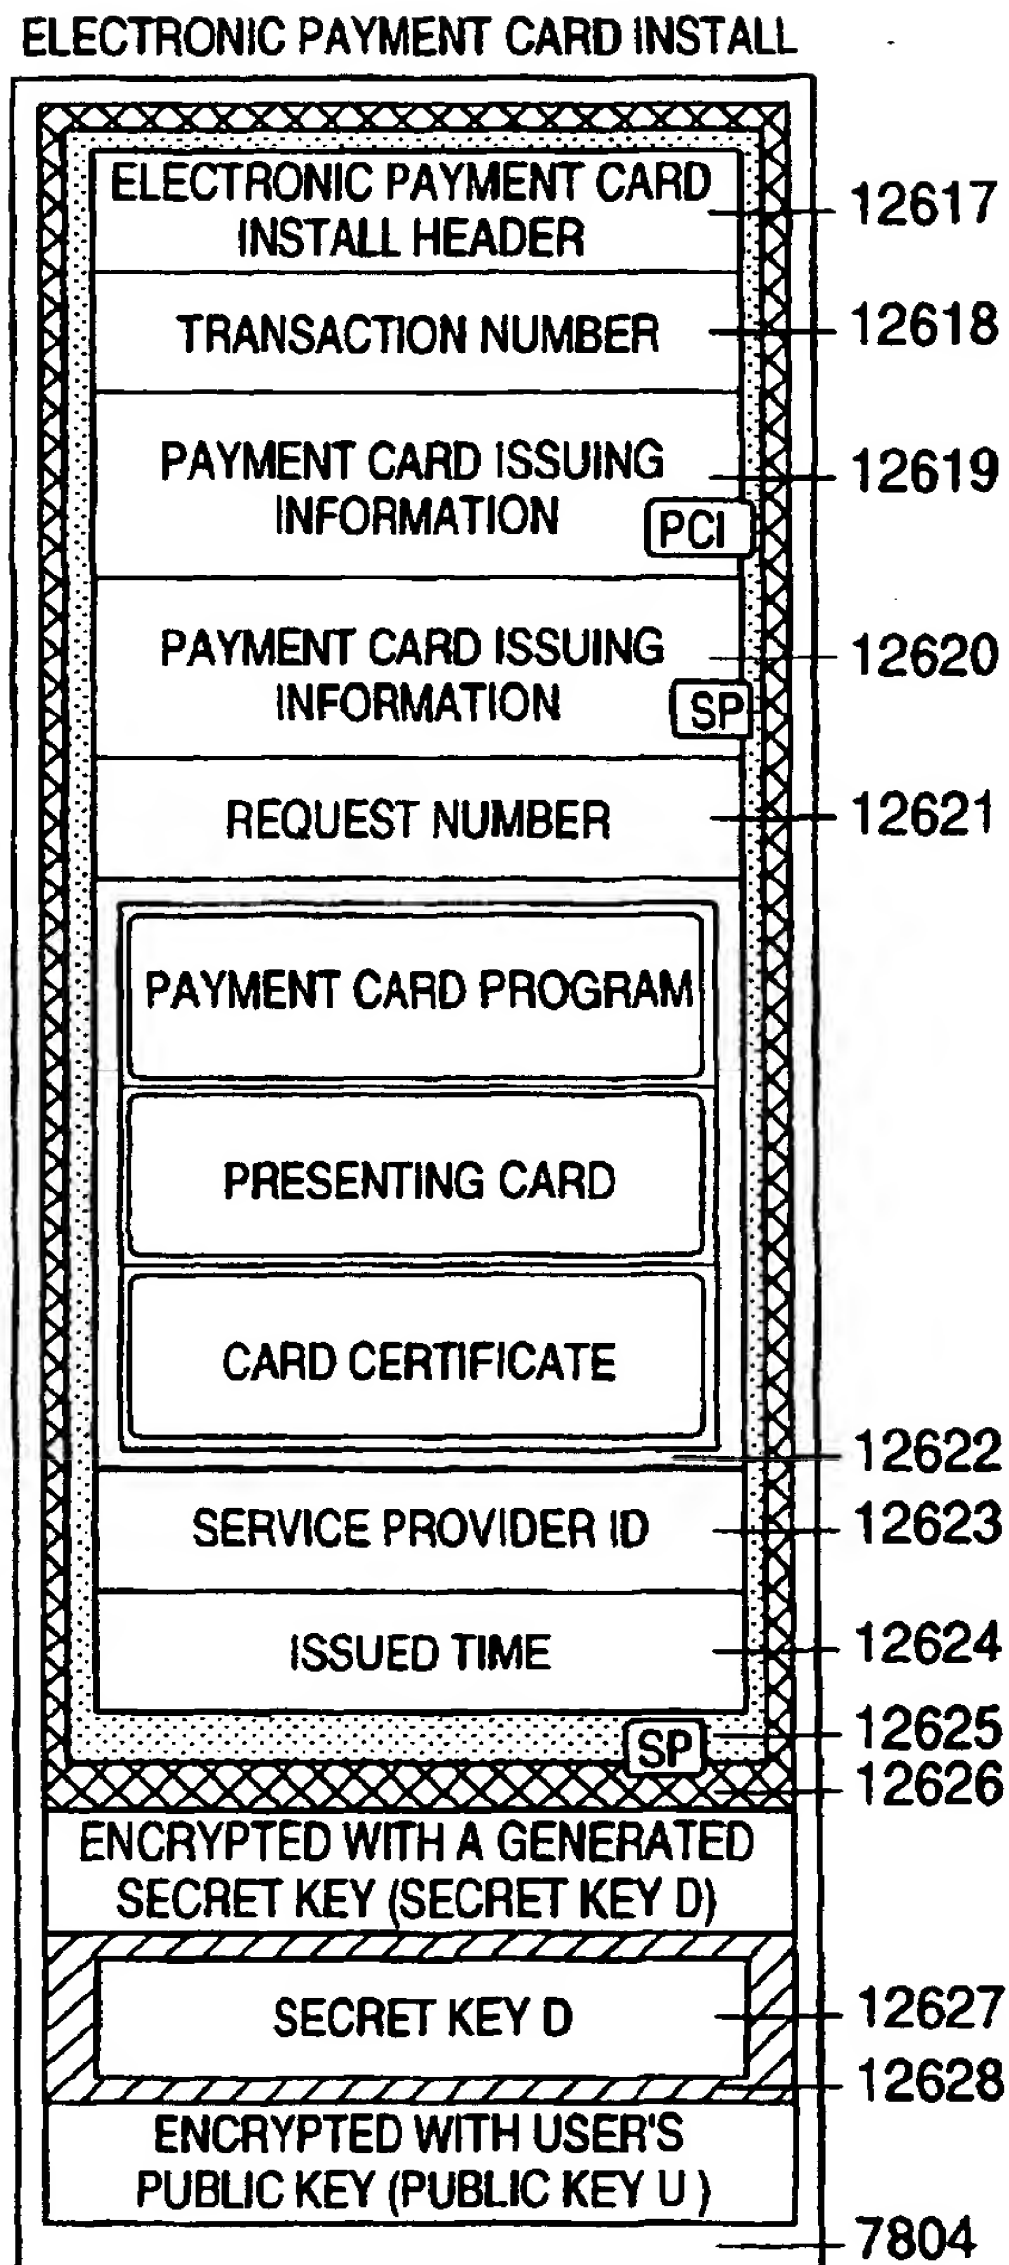 ELECTRONIC PAYMENT CARD INSTALL
ELECTRONIC PAYMENT CARD
INSTALL HEADER
12617
TRANSACTION NUMBER
12618
PAYMENT CARD ISSUING
INFORMATION
12619
PCI
PAYMENT CARD ISSUING
INFORMATION
12620
SP
REQUEST NUMBER
12621
PAYMENT CARD PROGRAM
PRESENTING CARD
CARD CERTIFICATE
12622
SERVICE PROVIDER ID
12623
ISSUED TIME
12624
12625
SP
12626
ENCRYPTED WITH A GENERATED
SECRET KEY (SECRET KEY D)
SECRET KEY D
12627
12628
ENCRYPTED WITH USER'S
PUBLIC KEY (PUBLIC KEY U )
7804